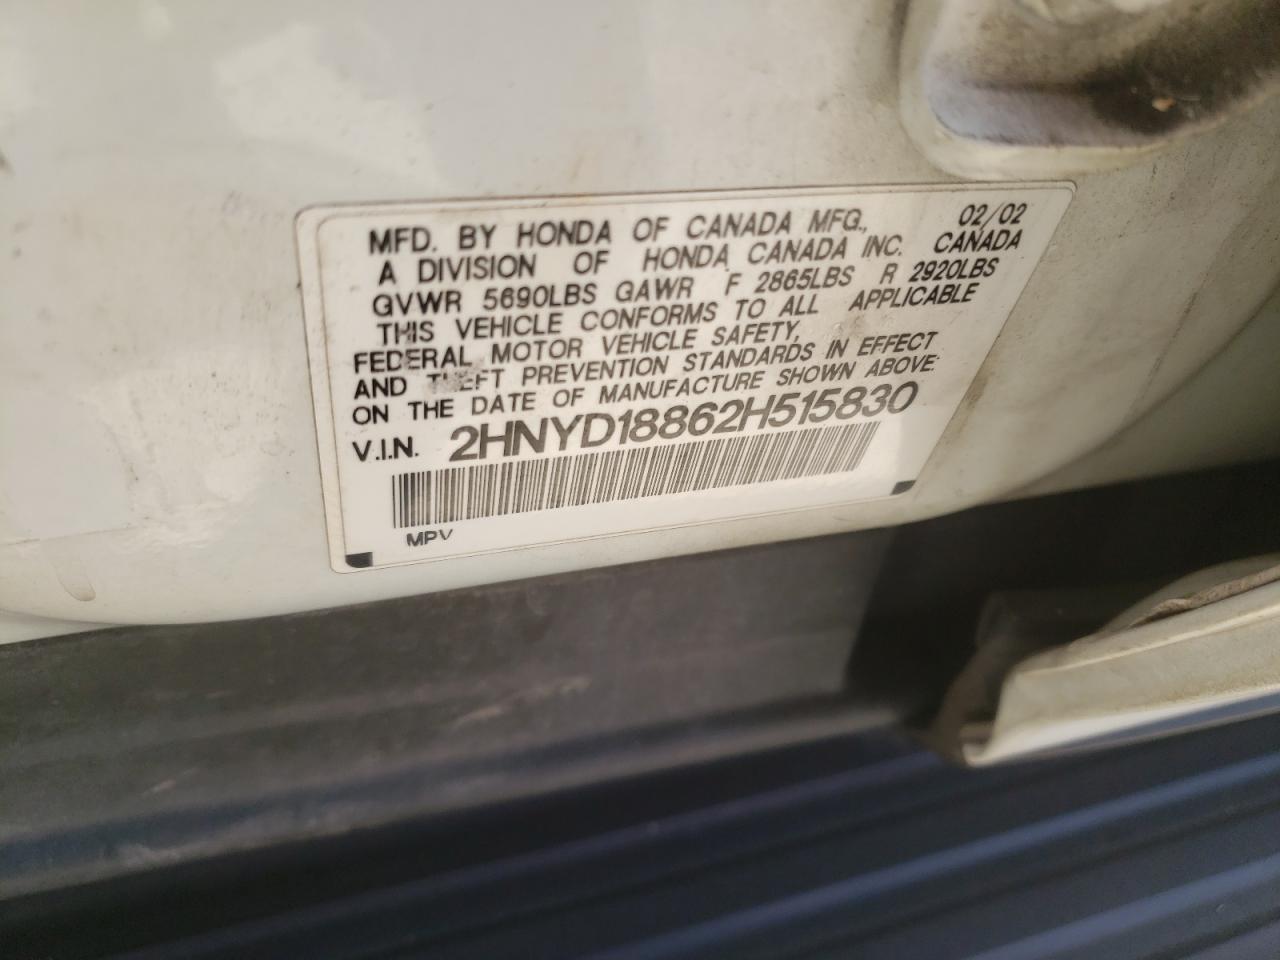 MFD. BY HONDA OF CANADA MFG., 02/02
A DIVISION OF HONDA CANADA INC. CANADA
GVWR 5690LBS GAWR F 2865LBS R 2920LBS
THIS VEHICLE CONFORMS TO ALL APPLICABLE
FEDERAL MOTOR VEHICLE SAFETY,
AND THEFT PREVENTION STANDARDS IN EFFECT
ON THE DATE OF MANUFACTURE SHOWN ABOVE.
V.I.N. 2HNYD18862H515830
MPV